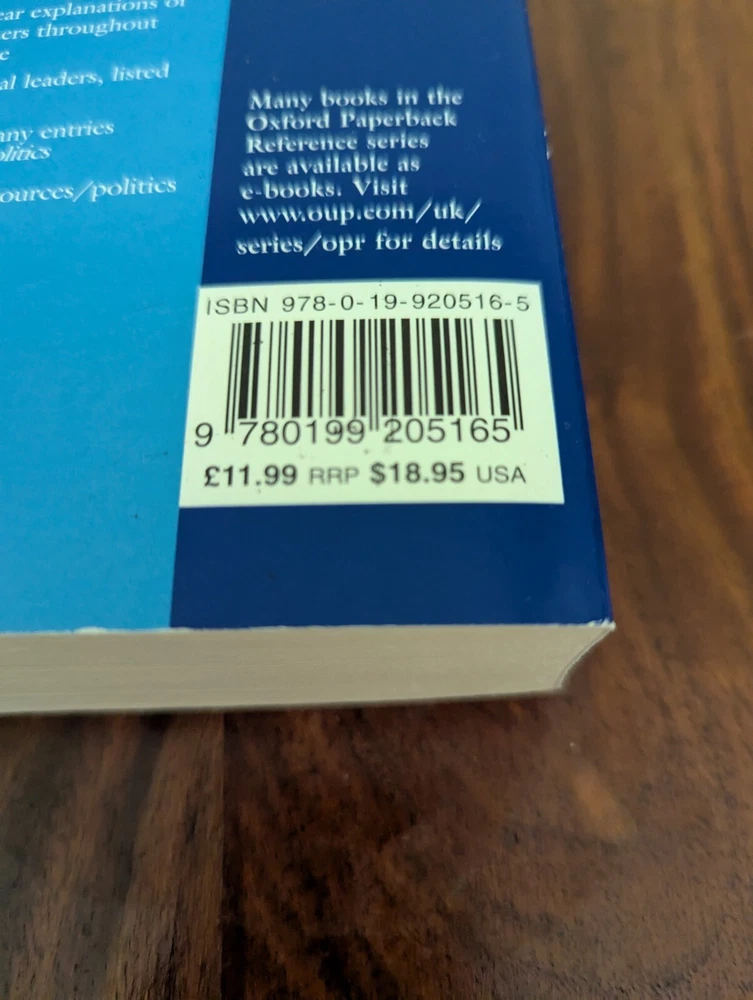 ear explanations of
ers throughout
e
al leaders, listed
any entries
olitics
ources/politics
Many books in the
Oxford Paperback
Reference series
are available as
e-books. Visit
www.oup.com/uk/
series/opr for details
ISBN 978-0-19-920516-5
9 780199 205165
£11.99 RRP $18.95 USA